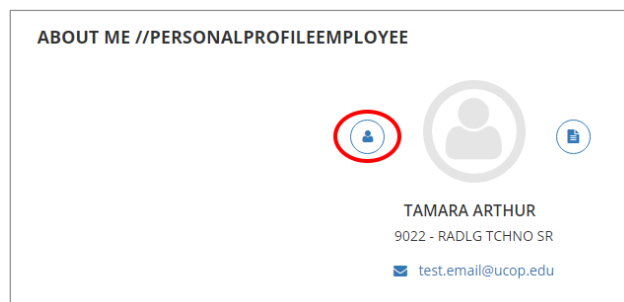 ABOUT ME //PERSONALPROFILEEMPLOYEE
TAMARA ARTHUR
9022 - RADLG TCHNO SR
test.email@ucop.edu